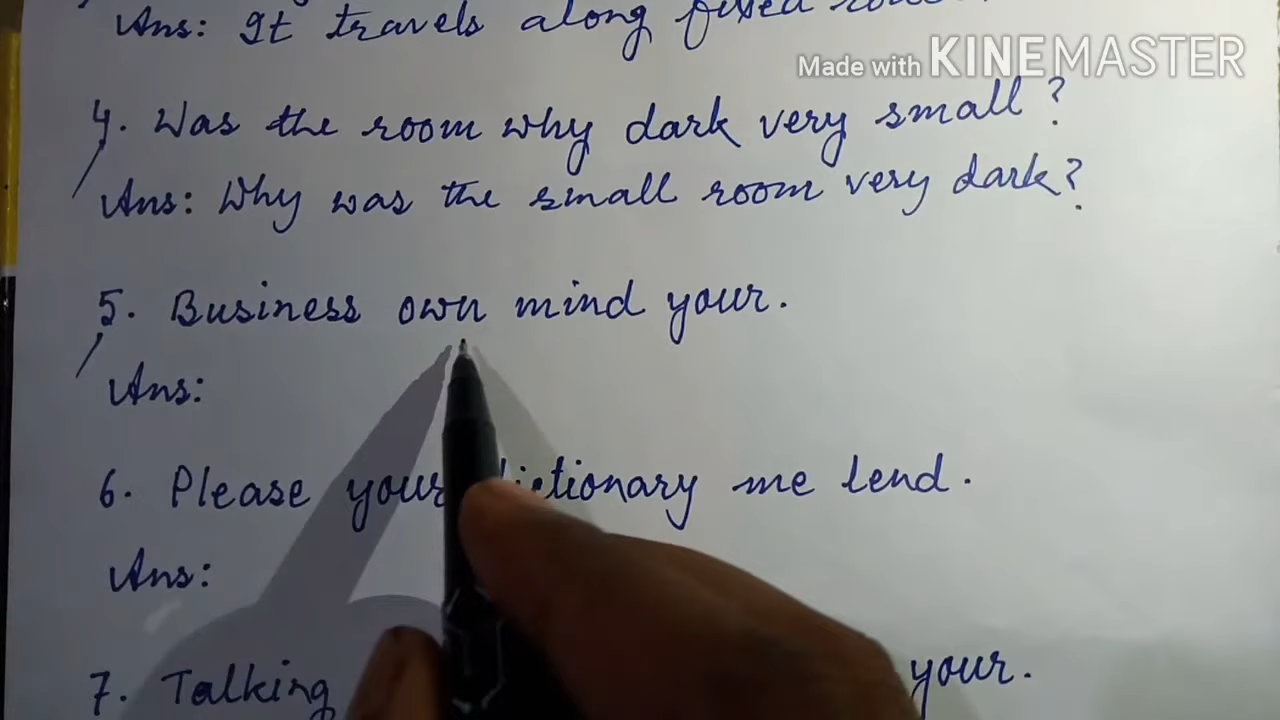 Ans: It travels along fixed
Made with KINEMASTER
4. Was the room why dark very small?
Ans: Why was the small room very dark?
5. Business own mind your.
Ans:
6. Please your dictionary me lend.
Ans:
7. Talking your.